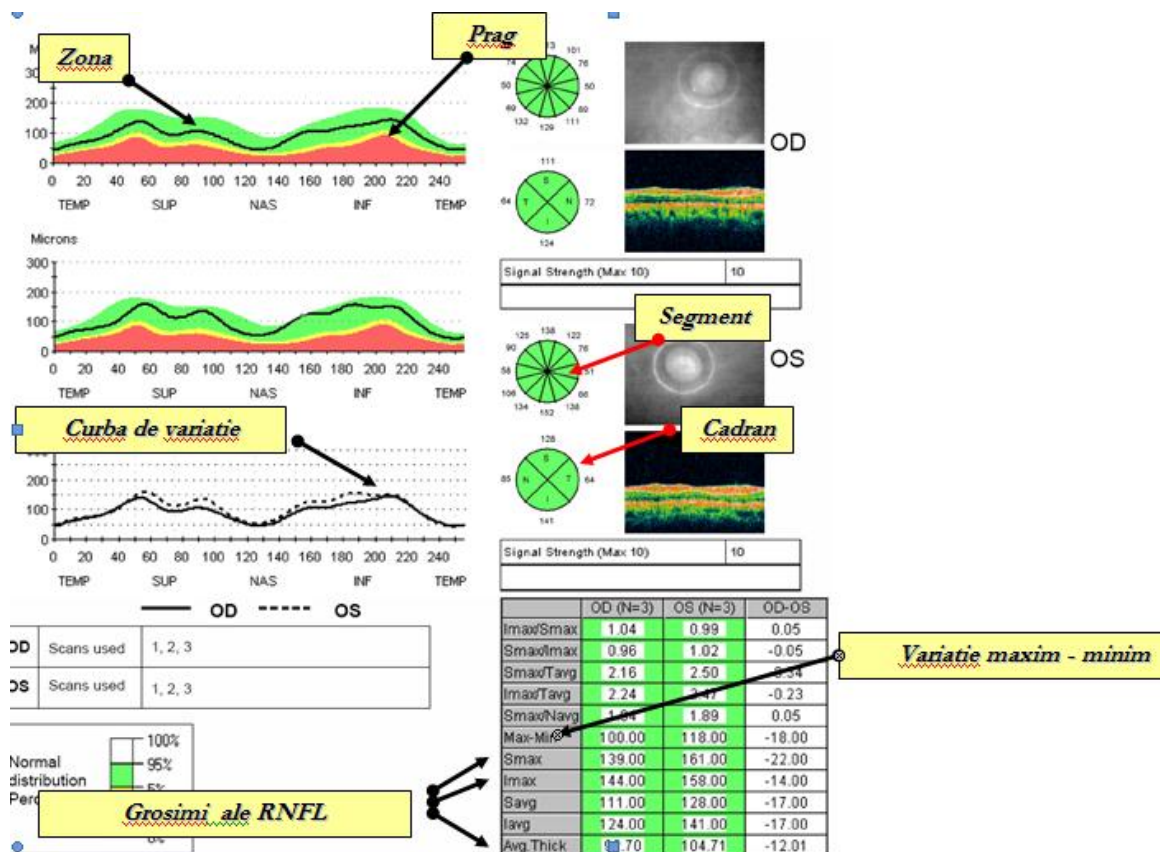 Zona
Prag
300
200
100
0
0 20 40 60 80 100 120 140 160 180 200 220 240
TEMP SUP NAS INF TEMP
Microns
300
200
100
0
0 20 40 60 80 100 120 140 160 180 200 220 240
TEMP SUP NAS INF TEMP
Curba de variatie
200
100
0
0 20 40 60 80 100 120 140 160 180 200 220 240
TEMP SUP NAS INF TEMP
OD OS
OD Scans used 1, 2, 3
OS Scans used 1, 2, 3
Normal
distribution
100%
95%
5%
Grosimi ale RNFL
101
76
50
69
111
129
132
69
50
74
OD
111
S
64 T N 72
I
124
Signal Strength (Max 10) 10
Segment
138
125 122
90 76
58 51
106 66
134 138
152
OS
Cadran
128
S
85 N T 64
I
141
Signal Strength (Max 10) 10
OD (N=3) OS (N=3) OD-OS
Imax/Smax 1.04 0.99 0.05
Smax/Imax 0.96 1.02 -0.05
Smax/Tavg 2.16 2.50
Imax/Tavg 2.24 -0.23
Smax/Navg 1.89 0.05
Max-Min 100.00 118.00 -18.00
Smax 139.00 161.00 -22.00
Imax 144.00 158.00 -14.00
Savg 111.00 128.00 -17.00
Iavg 124.00 141.00 -17.00
Avg.Thick 104.71 -12.01
Variatie maxim - minim